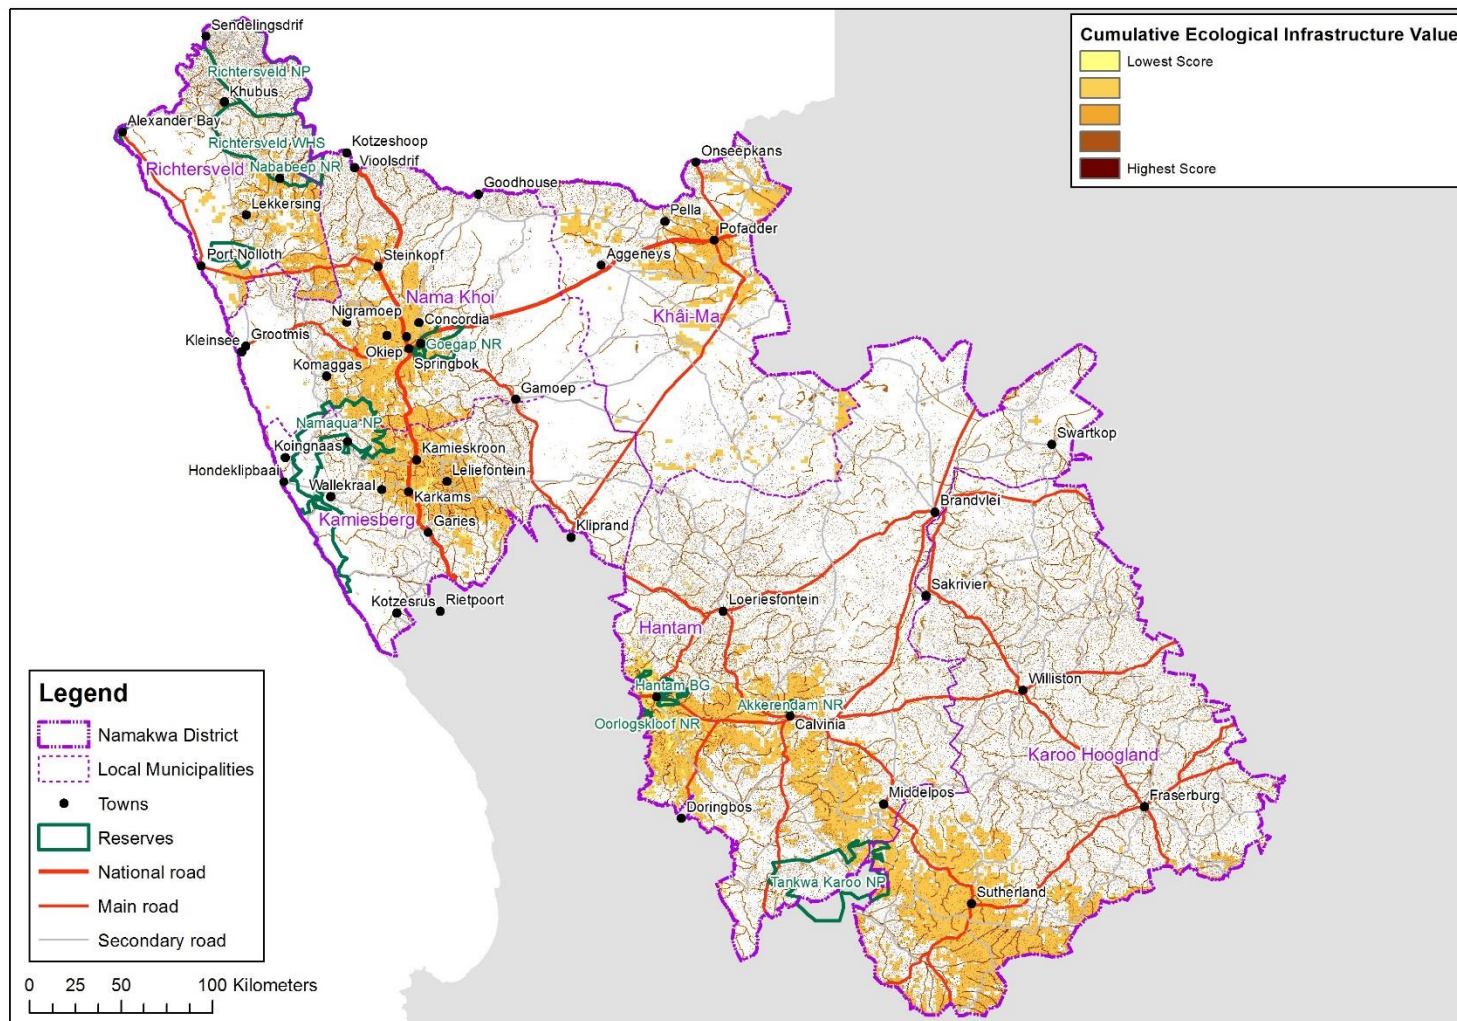 Sendelingsdrif
Richtersveld NP
Khubus
Alexander Bay
Richtersveld WHS
Richtersveld
Nababeep NR
Kotzeshoop
Vioolsdrif
Goodhouse
Onseepkans
Lekkersing
Pella
Pofadder
Port Nolloth
Steinkopf
Aggeneys
Nama Khoi
Khâi-Ma
Nigramoep
Concordia
Kleinsee
Grootmis
Okiep
Goegap NR
Springbok
Komaggas
Gamoep
Namaqua NP
Koingnaas
Kamieskroon
Swartkop
Hondeklipbaai
Leliefontein
Wallekraal
Karkams
Kamiesberg
Garies
Kliprand
Brandvlei
Sakrivier
Kotzesrus
Rietpoort
Loeriesfontein
Hantam
Hantam BG
Williston
Oorlogskloof NR
Akkerendam NR
Calvinia
Karoo Hoogland
Doringbos
Middelpos
Fraserburg
Tankwa Karoo NP
Sutherland
Cumulative Ecological Infrastructure Value
Lowest Score
Highest Score
Legend
Namakwa District
Local Municipalities
Towns
Reserves
National road
Main road
Secondary road
0 25 50 100 Kilometers